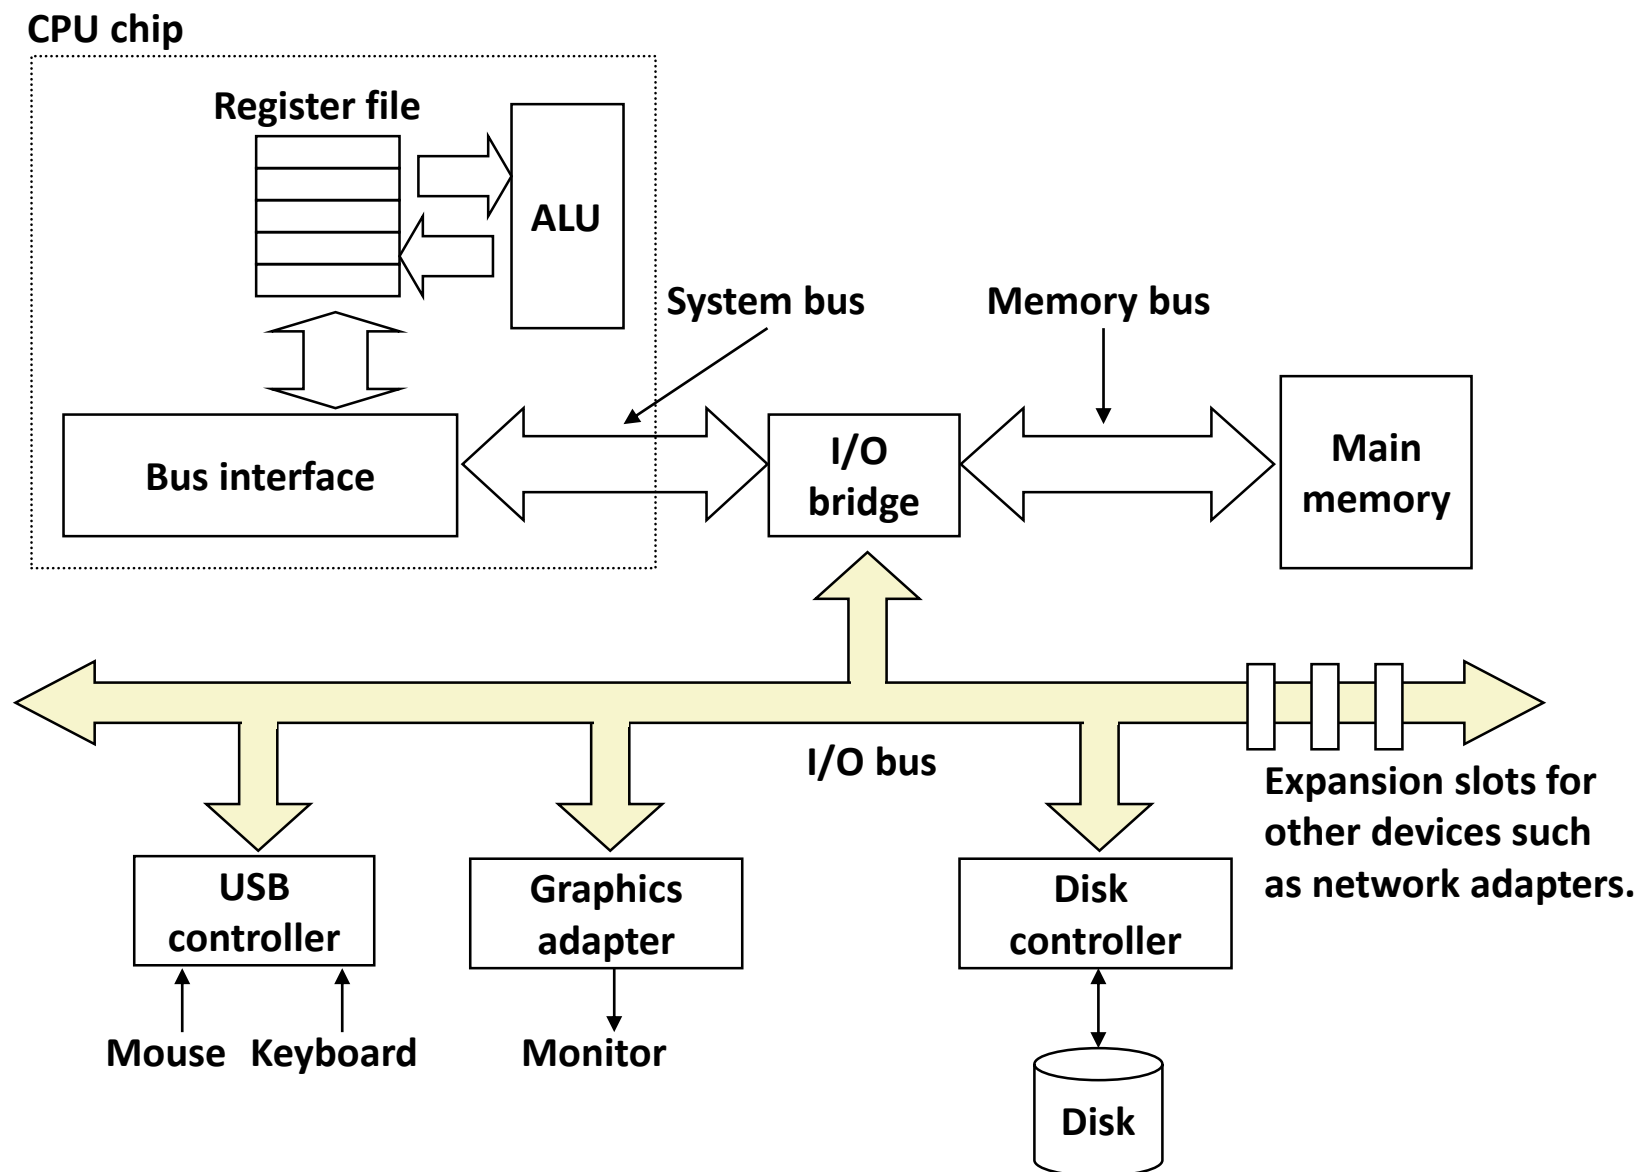 CPU chip
Register file
ALU
System bus
Memory bus
Bus interface
I/O
bridge
Main
memory
I/O bus
Expansion slots for
other devices such
as network adapters.
USB
controller
Graphics
adapter
Disk
controller
Mouse
Keyboard
Monitor
Disk